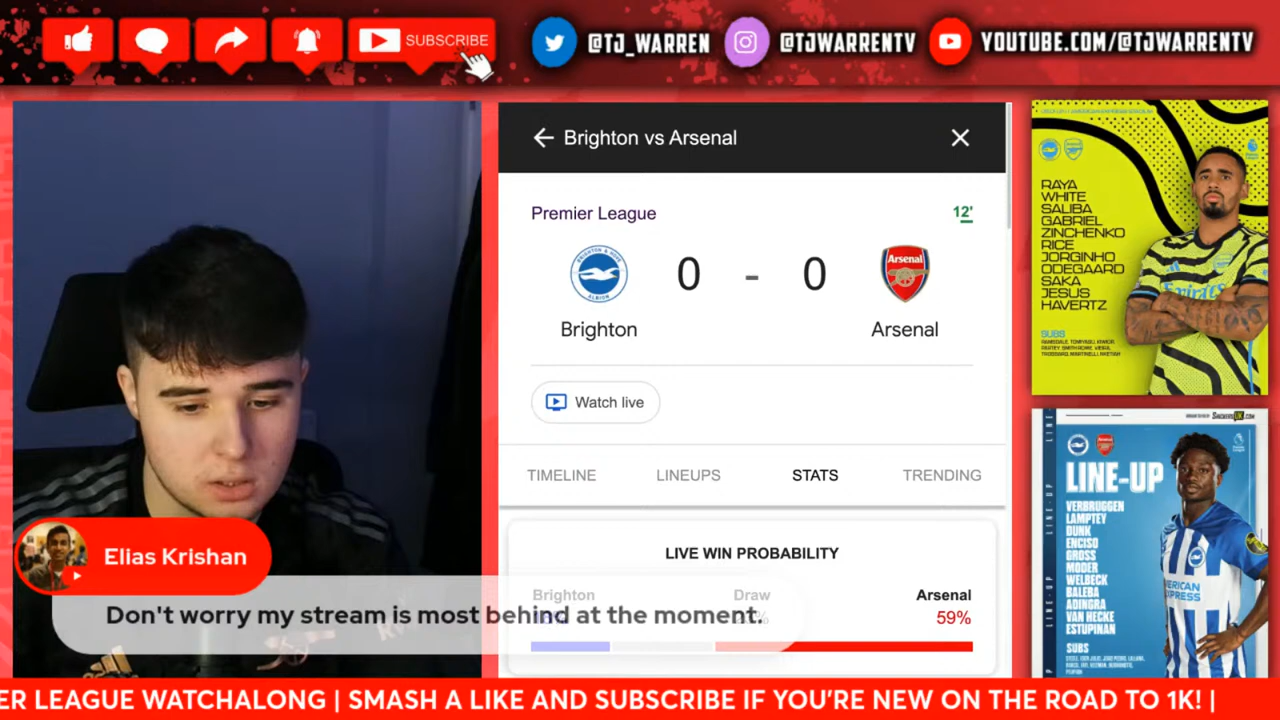 SUBSCRIBE
@TJ_WARREN
@TJWARRENTV
YOUTUBE.COM/@TJWARRENTV
Brighton vs Arsenal
Premier League
12'
0 - 0
Arsenal
Brighton
Arsenal
Watch live
TIMELINE
LINEUPS
STATS
TRENDING
LIVE WIN PROBABILITY
Brighton
Draw
Arsenal
59%
Elias Krishan
Don't worry my stream is most behind at the moment.
RAYA
WHITE
SALIBA
GABRIEL
ZINCHENKO
RICE
JORGINHO
ODEGAARD
SAKA
JESUS
HAVERTZ
SUBS
LINE-UP
VERBRUGGEN
LAMPTEY
DUNK
ENCISO
GROSS
MODER
WELBECK
BALEBA
ADINGRA
VAN HECKE
ESTUPINAN
SUBS
ER LEAGUE WATCHALONG | SMASH A LIKE AND SUBSCRIBE IF YOU'RE NEW ON THE ROAD TO 1K! |